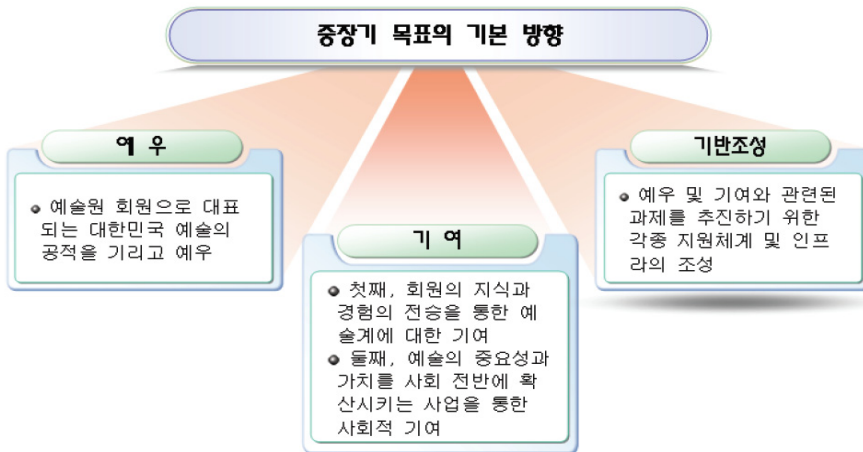 중장기 목표의 기본 방향
예 우
예술원 회원으로 대표
되는 대한민국 예술의
공적을 기리고 예우
기 여
첫째, 회원의 지식과
경험의 전승을 통한 예
술계에 대한 기여
둘째, 예술의 중요성과
가치를 사회 전반에 확
산시키는 사업을 통한
사회적 기여
기반조성
예우 및 기여와 관련된
과제를 추진하기 위한
각종 지원체계 및 인프
라의 조성